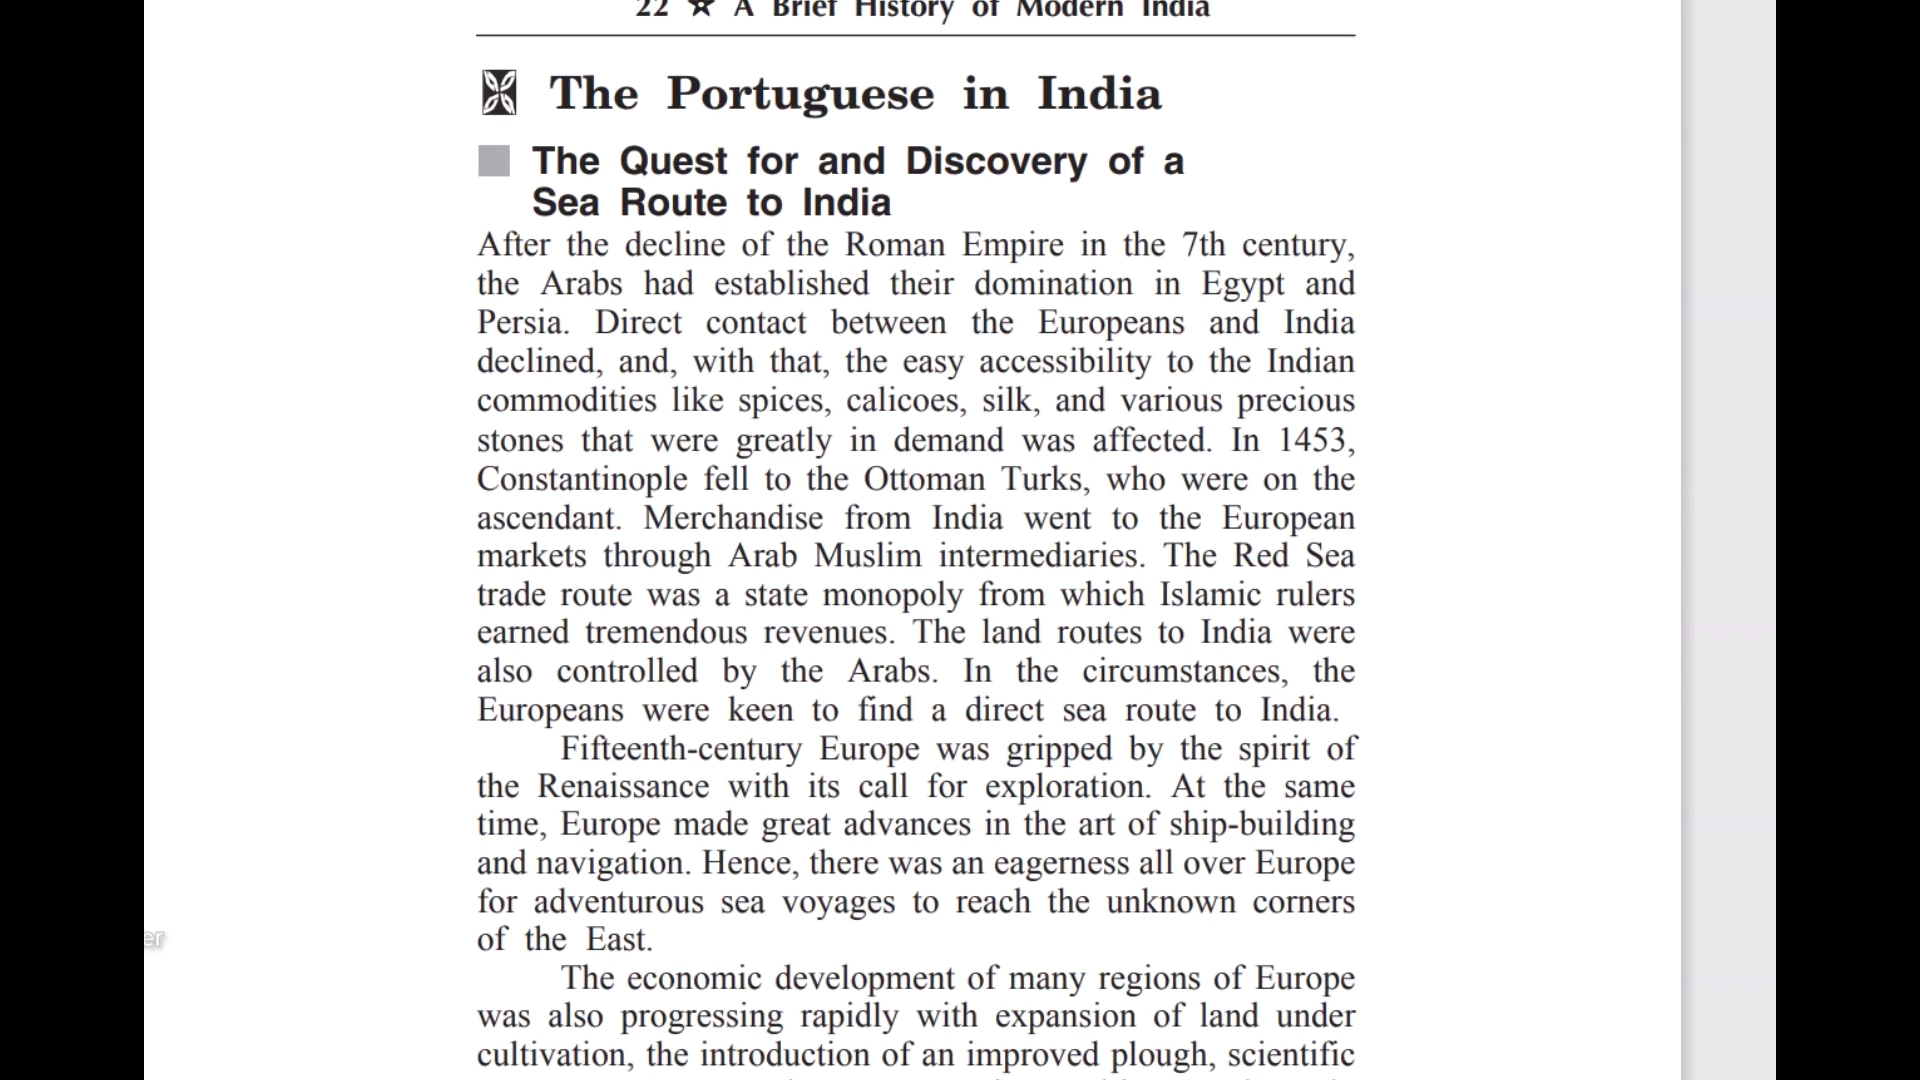 22 ☆ A Brief History of Modern India
The Portuguese in India
The Quest for and Discovery of a
Sea Route to India
After the decline of the Roman Empire in the 7th century,
the Arabs had established their domination in Egypt and
Persia. Direct contact between the Europeans and India
declined, and, with that, the easy accessibility to the Indian
commodities like spices, calicoes, silk, and various precious
stones that were greatly in demand was affected. In 1453,
Constantinople fell to the Ottoman Turks, who were on the
ascendant. Merchandise from India went to the European
markets through Arab Muslim intermediaries. The Red Sea
trade route was a state monopoly from which Islamic rulers
earned tremendous revenues. The land routes to India were
also controlled by the Arabs. In the circumstances, the
Europeans were keen to find a direct sea route to India.
Fifteenth-century Europe was gripped by the spirit of
the Renaissance with its call for exploration. At the same
time, Europe made great advances in the art of ship-building
and navigation. Hence, there was an eagerness all over Europe
for adventurous sea voyages to reach the unknown corners
of the East.
The economic development of many regions of Europe
was also progressing rapidly with expansion of land under
cultivation, the introduction of an improved plough, scientific
er